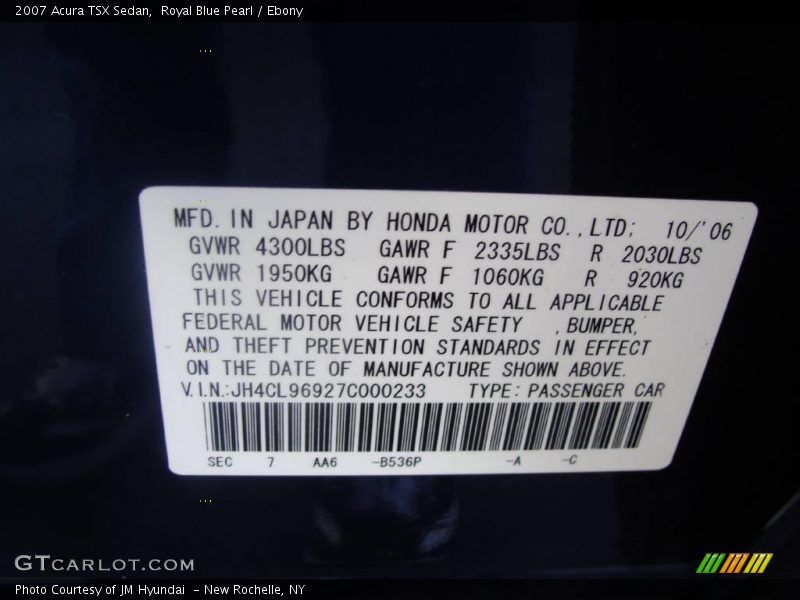 2007 Acura TSX Sedan, Royal Blue Pearl / Ebony
MFD. IN JAPAN BY HONDA MOTOR CO., LTD; 10/'06
GVWR 4300LBS GAWR F 2335LBS R 2030LBS
GVWR 1950KG GAWR F 1060KG R 920KG
THIS VEHICLE CONFORMS TO ALL APPLICABLE
FEDERAL MOTOR VEHICLE SAFETY , BUMPER,
AND THEFT PREVENTION STANDARDS IN EFFECT
ON THE DATE OF MANUFACTURE SHOWN ABOVE.
V.I.N.:JH4CL96927C000233 TYPE: PASSENGER CAR
SEC 7 AA6 -B536P -A -C
GTCARLOT.COM
Photo Courtesy of JM Hyundai - New Rochelle, NY